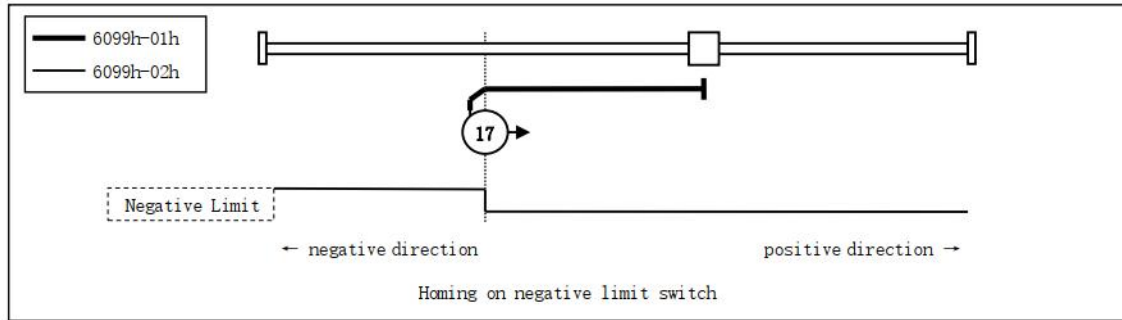 6099h-01h
6099h-02h
17
Negative Limit
← negative direction
positive direction →
Homing on negative limit switch